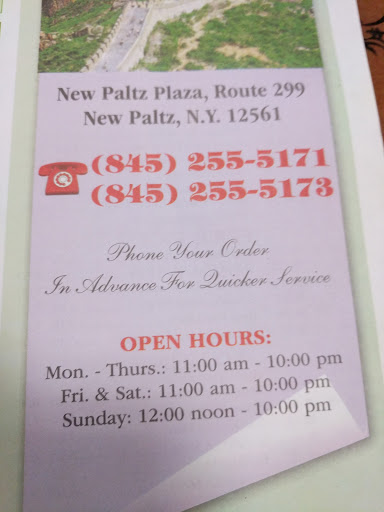 New Paltz Plaza, Route 299
New Paltz, N.Y. 12561
(845) 255-5171
(845) 255-5173
Phone Your Order
In Advance For Quicker Service
OPEN HOURS:
Mon. - Thurs.: 11:00 am - 10:00 pm
Fri. & Sat.: 11:00 am - 10:00 pm
Sunday: 12:00 noon - 10:00 pm